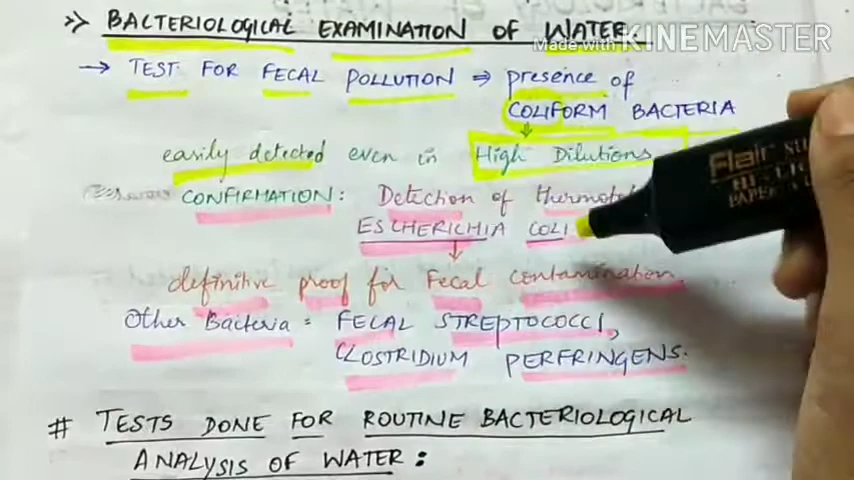 >> BACTERIOLOGICAL EXAMINATION OF WATER.
Made with KINEMASTER
→ TEST FOR FECAL POLLUTION ⇒ presence of
COLIFORM BACTERIA
easily detected even in High Dilutions
CONFIRMATION: Detection of
ESCHERICHIA COLI
definitive proof for Fecal contamination.
Other Bacteria = FECAL STREPTOCOCCI,
CLOSTRIDIUM PERFRINGENS.
# TESTS DONE FOR ROUTINE BACTERIOLOGICAL
ANALYSIS OF WATER:
Flair